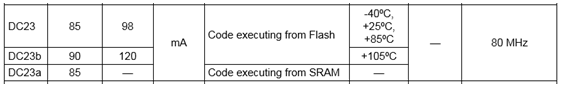 DC23 85 98 mA Code executing from Flash -40ºC, +25ºC, +85ºC — 80 MHz
DC23b 90 120 +105ºC
DC23a 85 — Code executing from SRAM —